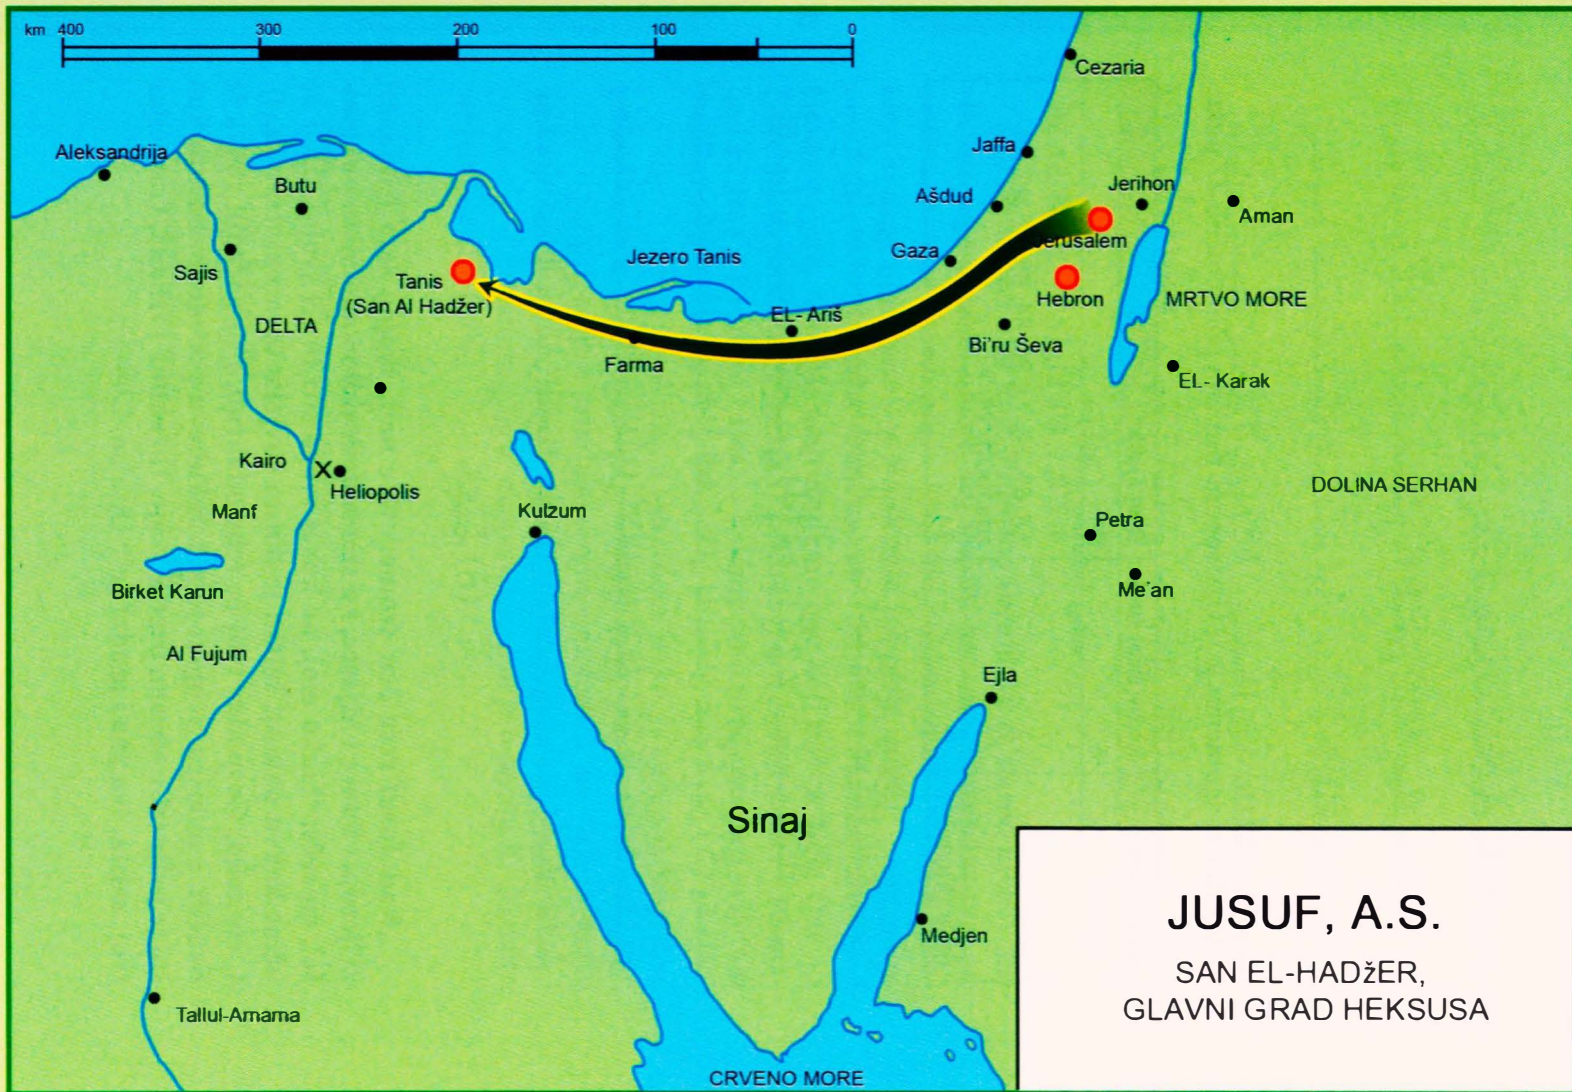 km 400 300 200 100 0
Cezaria
Aleksandrija
Jaffa
Butu
Jerihon
Ašdud
Aman
Jerusalem
Gaza
Jezero Tanis
Sajis
Tanis
(San Al Hadžer)
Hebron
MRTVO MORE
EL- Ariš
DELTA
Bi'ru Ševa
Farma
EL- Karak
Kairo
X
Heliopolis
DOLINA SERHAN
Manf
Kulzum
Petra
Birket Karun
Me'an
Al Fujum
Ejla
Sinaj
Medjen
Tallul-Amarna
CRVENO MORE
JUSUF, A.S.
SAN EL-HADžER,
GLAVNI GRAD HEKSUSA